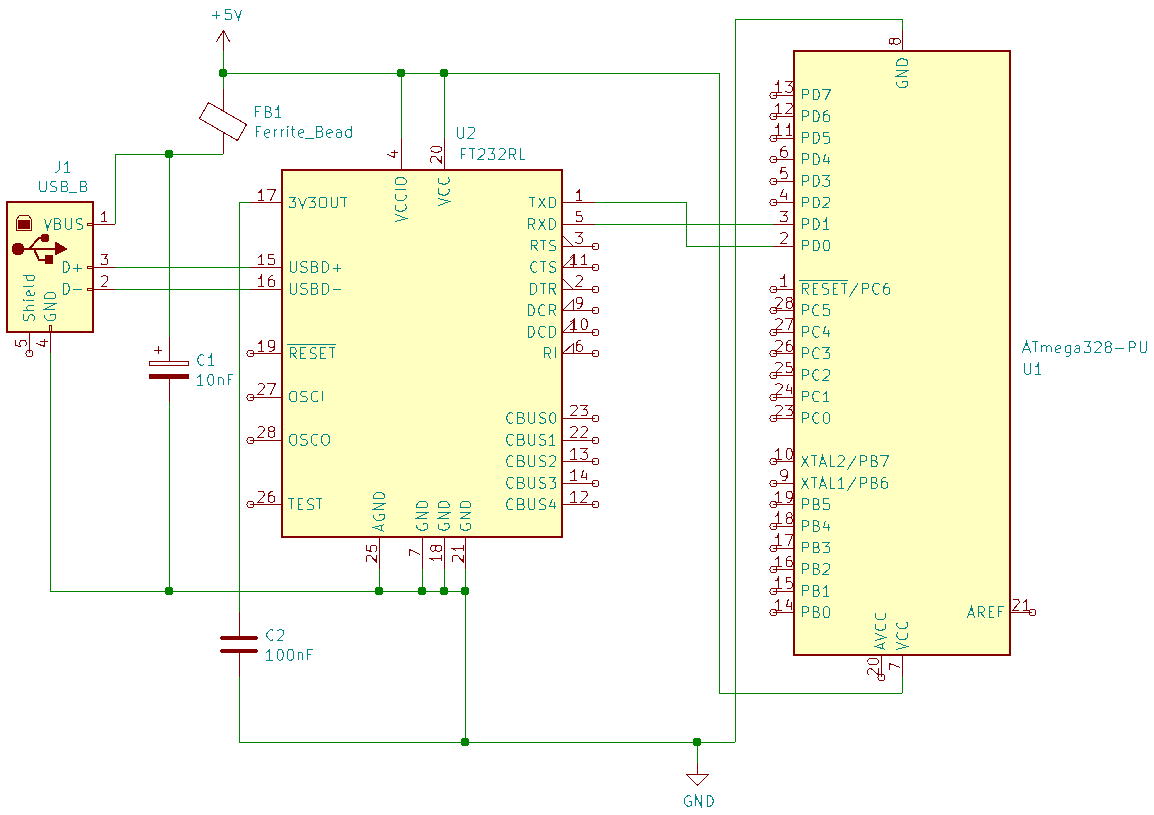 +5V
FB1
Ferrite_Bead
J1
USB_B
VBUS 1
D+ 3
D- 2
Shield
GND
5
4
+
C1
10nF
U2
FT232RL
4
20
VCCIO
VCC
17 3V3OUT
15 USBD+
16 USBD-
19 RESET
27 OSCI
28 OSCO
26 TEST
TXD 1
RXD 5
RTS 3
CTS 11
DTR 2
DCR 9
DCD 10
RI 6
CBUS0 23
CBUS1 22
CBUS2 13
CBUS3 14
CBUS4 12
AGND
GND
GND
GND
25
7
18
21
C2
100nF
8
GND
13 PD7
12 PD6
11 PD5
6 PD4
5 PD3
4 PD2
3 PD1
2 PD0
1 RESET/PC6
28 PC5
27 PC4
26 PC3
25 PC2
24 PC1
23 PC0
10 XTAL2/PB7
9 XTAL1/PB6
19 PB5
18 PB4
17 PB3
16 PB2
15 PB1
14 PB0
AREF 21
AVCC
VCC
20
7
ATmega328-PU
U1
GND